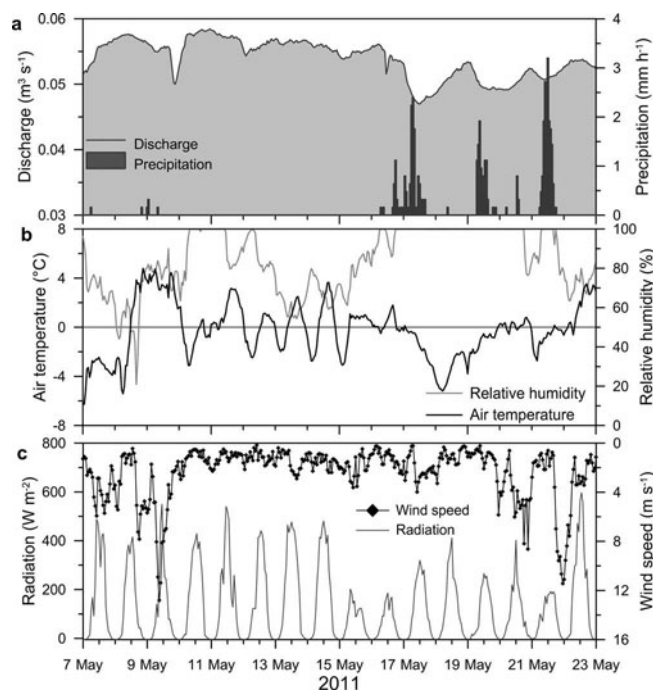 a
0.06
0.05
0.04
0.03
Discharge (m³ s⁻¹)
Discharge
Precipitation
4
3
2
1
0
Precipitation (mm h⁻¹)
b
8
4
0
-4
-8
Air temperature (°C)
Relative humidity
Air temperature
100
80
60
40
20
0
Relative humidity (%)
c
800
600
400
200
0
Radiation (W m⁻²)
Wind speed
Radiation
0
4
8
12
16
Wind speed (m s⁻¹)
7 May 9 May 11 May 13 May 15 May 17 May 19 May 21 May 23 May
2011